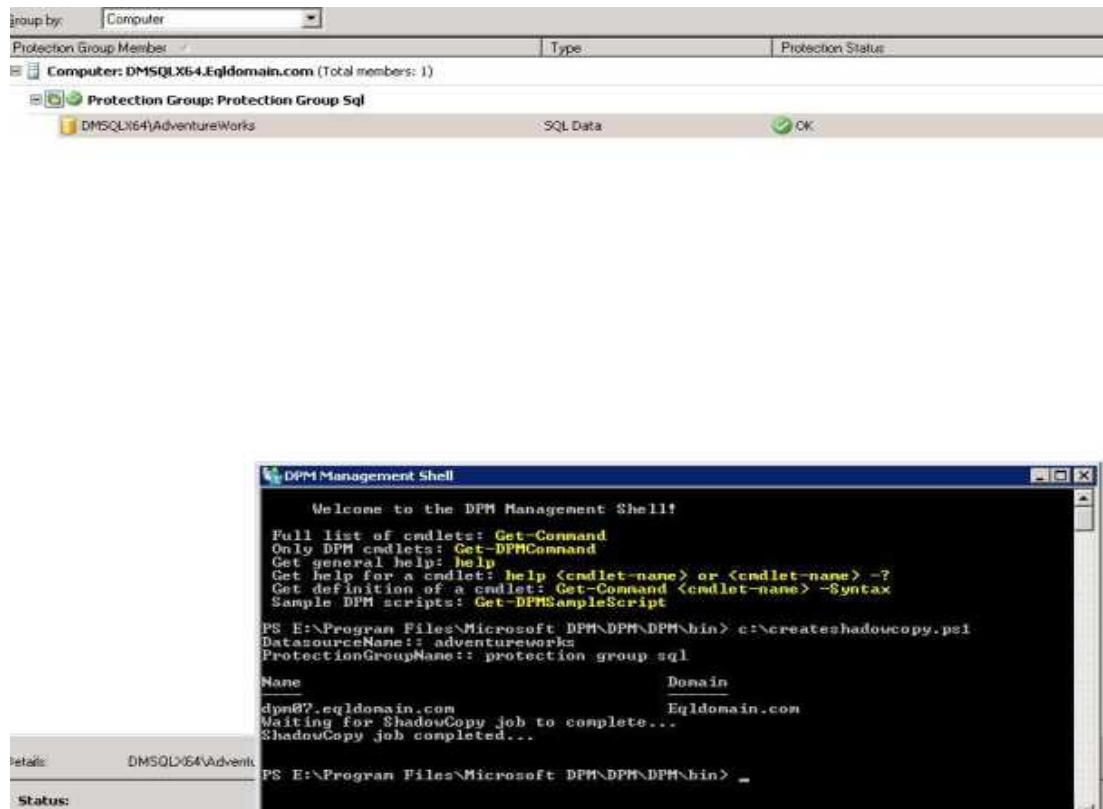 Group by: Computer
Protection Group Member Type Protection Status
Computer: DMSQLX64.Eqldomain.com (Total members: 1)
Protection Group: Protection Group Sql
DMSQLX64\AdventureWorks SQL Data OK
DPM Management Shell
Welcome to the DPM Management Shell!
Full list of cmdlets: Get-Command
Only DPM cmdlets: Get-DPMCommand
Get general help: help
Get help for a cmdlet: help <cmdlet-name> or <cmdlet-name> -?
Get definition of a cmdlet: Get-Command <cmdlet-name> -Syntax
Sample DPM scripts: Get-DPMSampleScript
PS E:\Program Files\Microsoft DPM\DPM\DPM\bin> c:\createshadowcopy.ps1
DatasourceName:: adventureworks
ProtectionGroupName:: protection group sql
Name Domain
dpm07.eqldomain.com Eqldomain.com
Waiting for ShadowCopy job to complete...
ShadowCopy job completed...
Details: DMSQLX64\Adventu
PS E:\Program Files\Microsoft DPM\DPM\DPM\bin> _
Status: